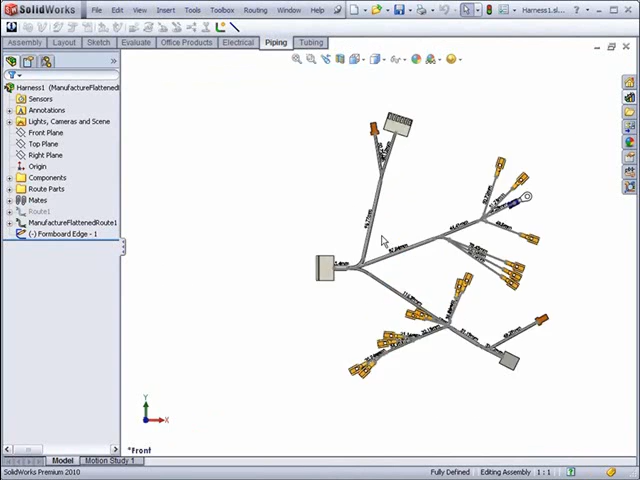 SolidWorks
File Edit View Insert Tools Toolbox Routing Window Help
Harness1.sl...
Layout Sketch Evaluate Office Products Electrical Piping Tubing
Assembly
Harness1 (ManufactureFlattened
Sensors
Annotations
Lights, Cameras and Scene
Front Plane
Top Plane
Right Plane
Origin
Components
Route Parts
Mates
Route1
ManufactureFlattenedRoute1
(-) Formboard Edge - 1
Y
X
*Front
Model Motion Study 1
SolidWorks Premium 2010
Fully Defined Editing Assembly 1 : 1